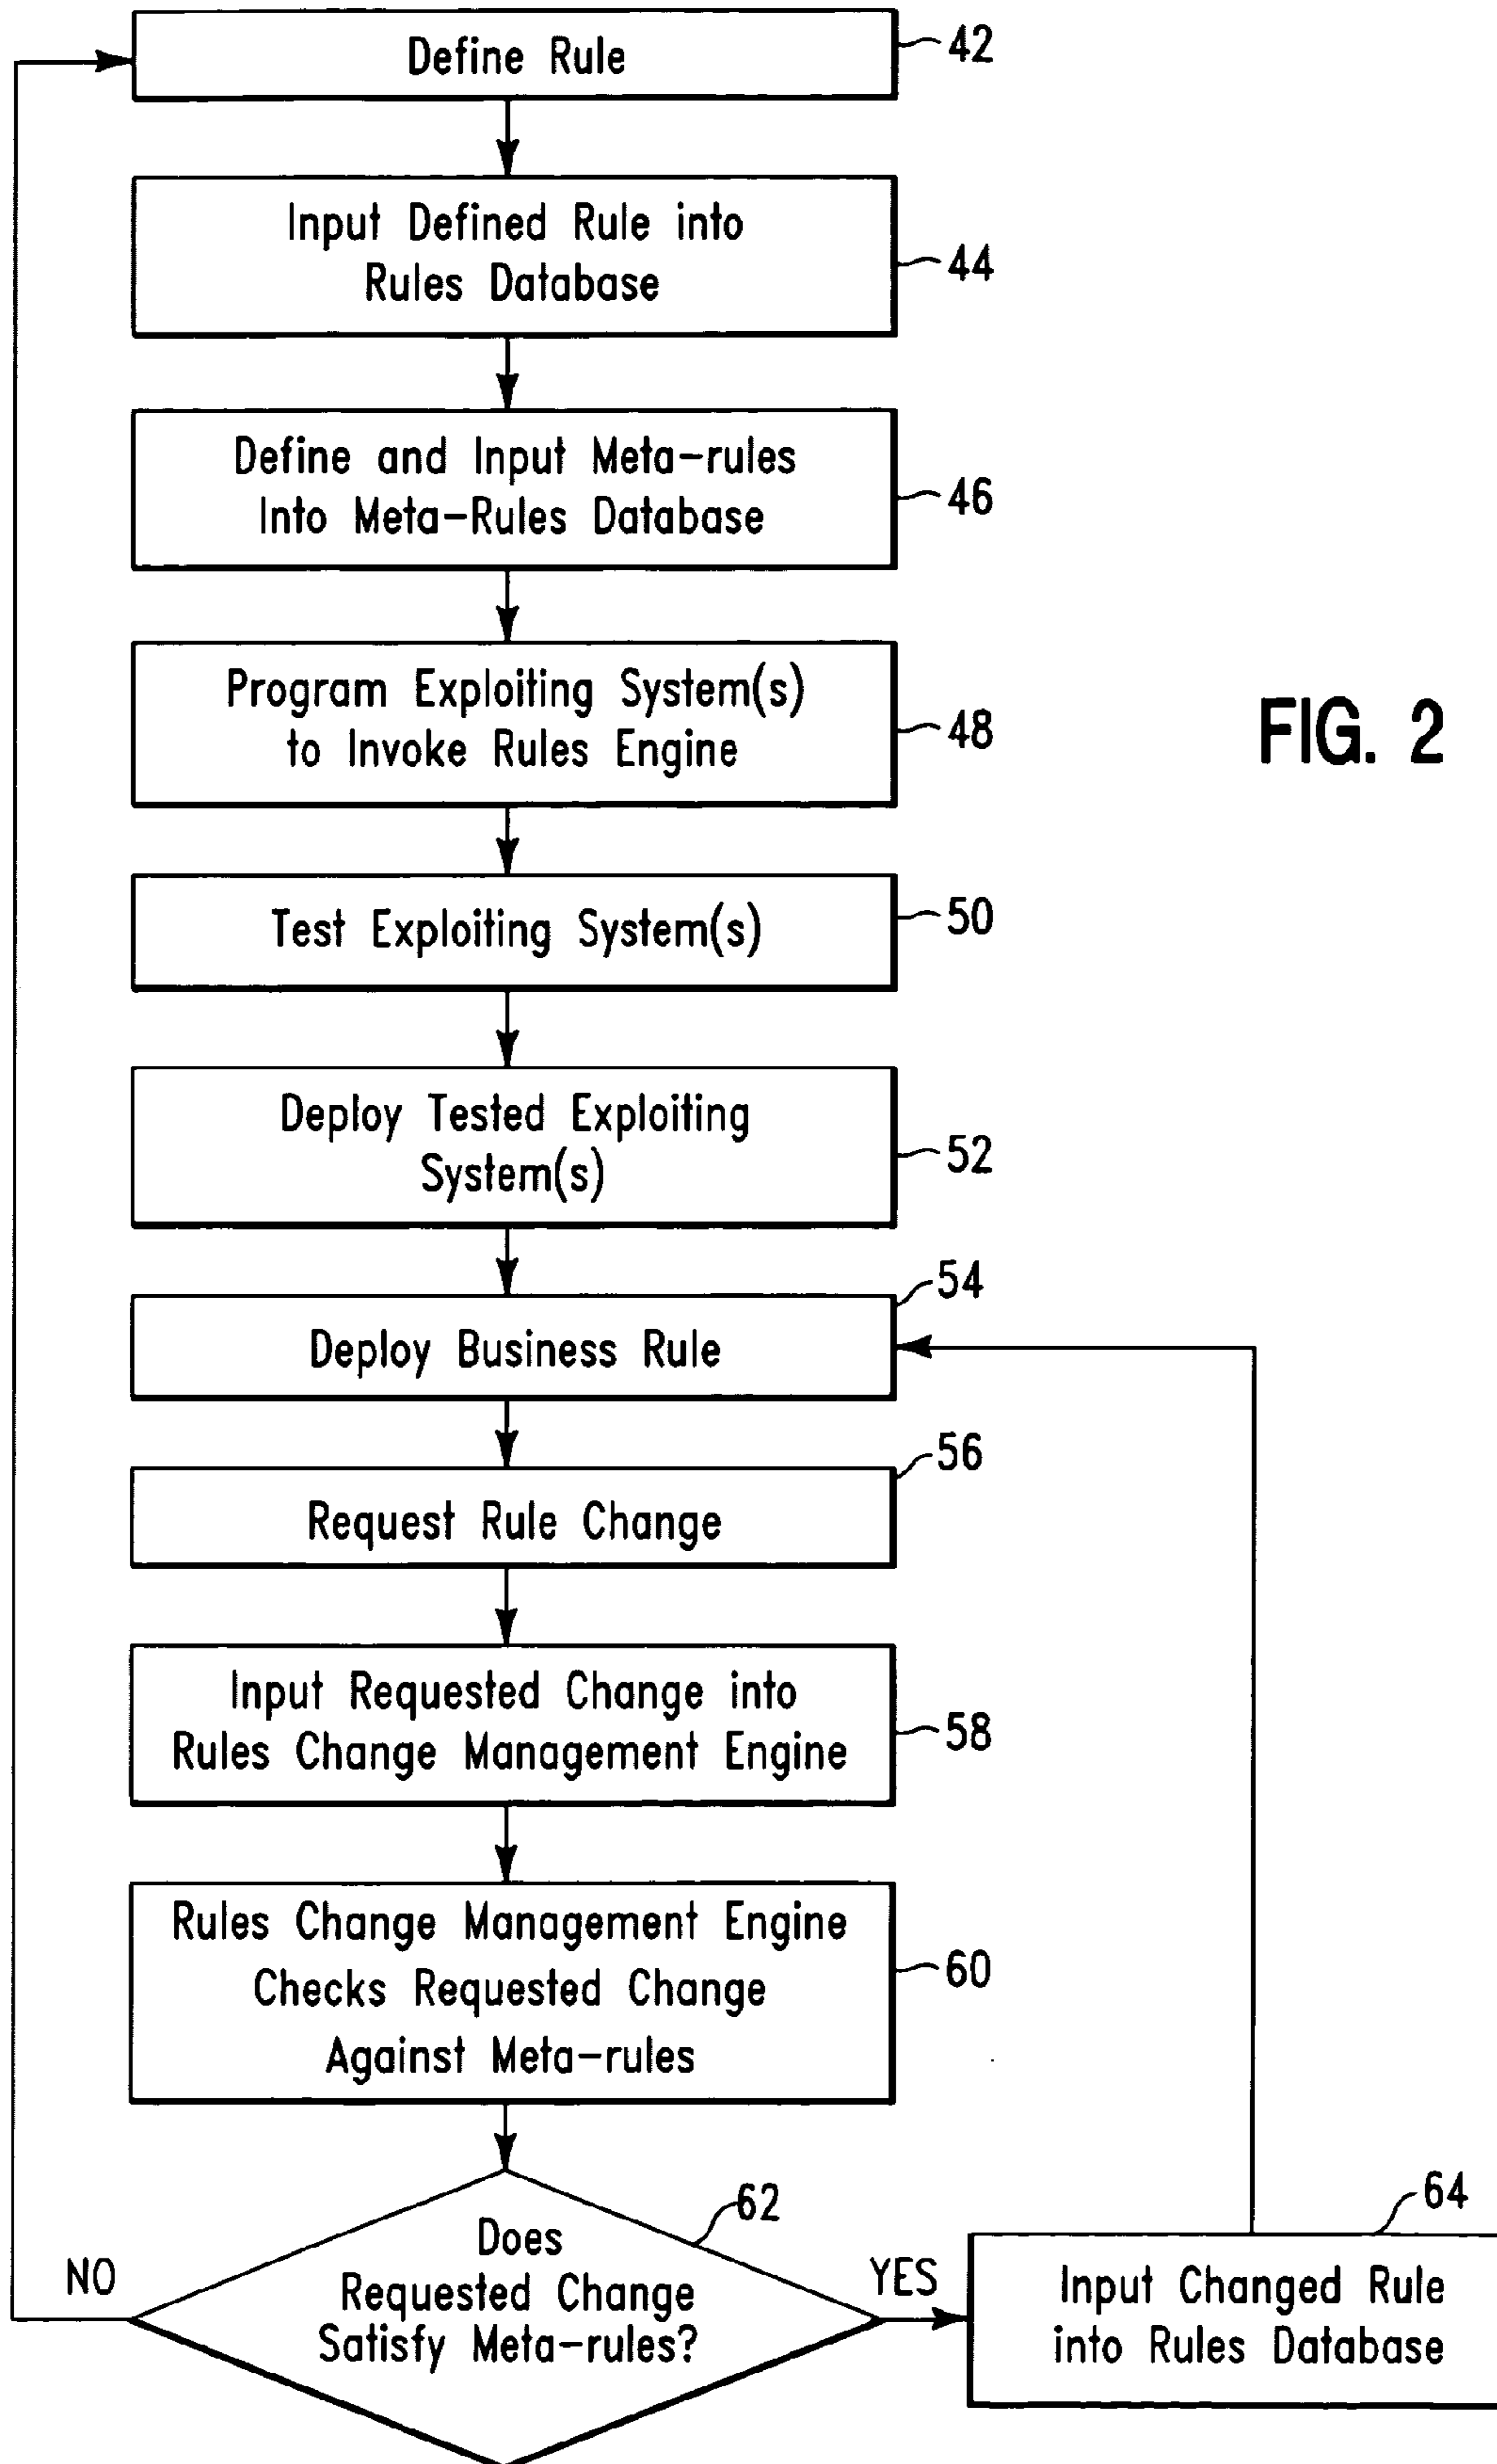 Define Rule
42
Input Defined Rule into
Rules Database
44
Define and Input Meta-rules
Into Meta-Rules Database
46
Program Exploiting System(s)
to Invoke Rules Engine
48
FIG. 2
Test Exploiting System(s)
50
Deploy Tested Exploiting
System(s)
52
54
Deploy Business Rule
56
Request Rule Change
Input Requested Change into
Rules Change Management Engine
58
Rules Change Management Engine
Checks Requested Change
Against Meta-rules
60
62
Does
Requested Change
Satisfy Meta-rules?
NO
YES
64
Input Changed Rule
into Rules Database